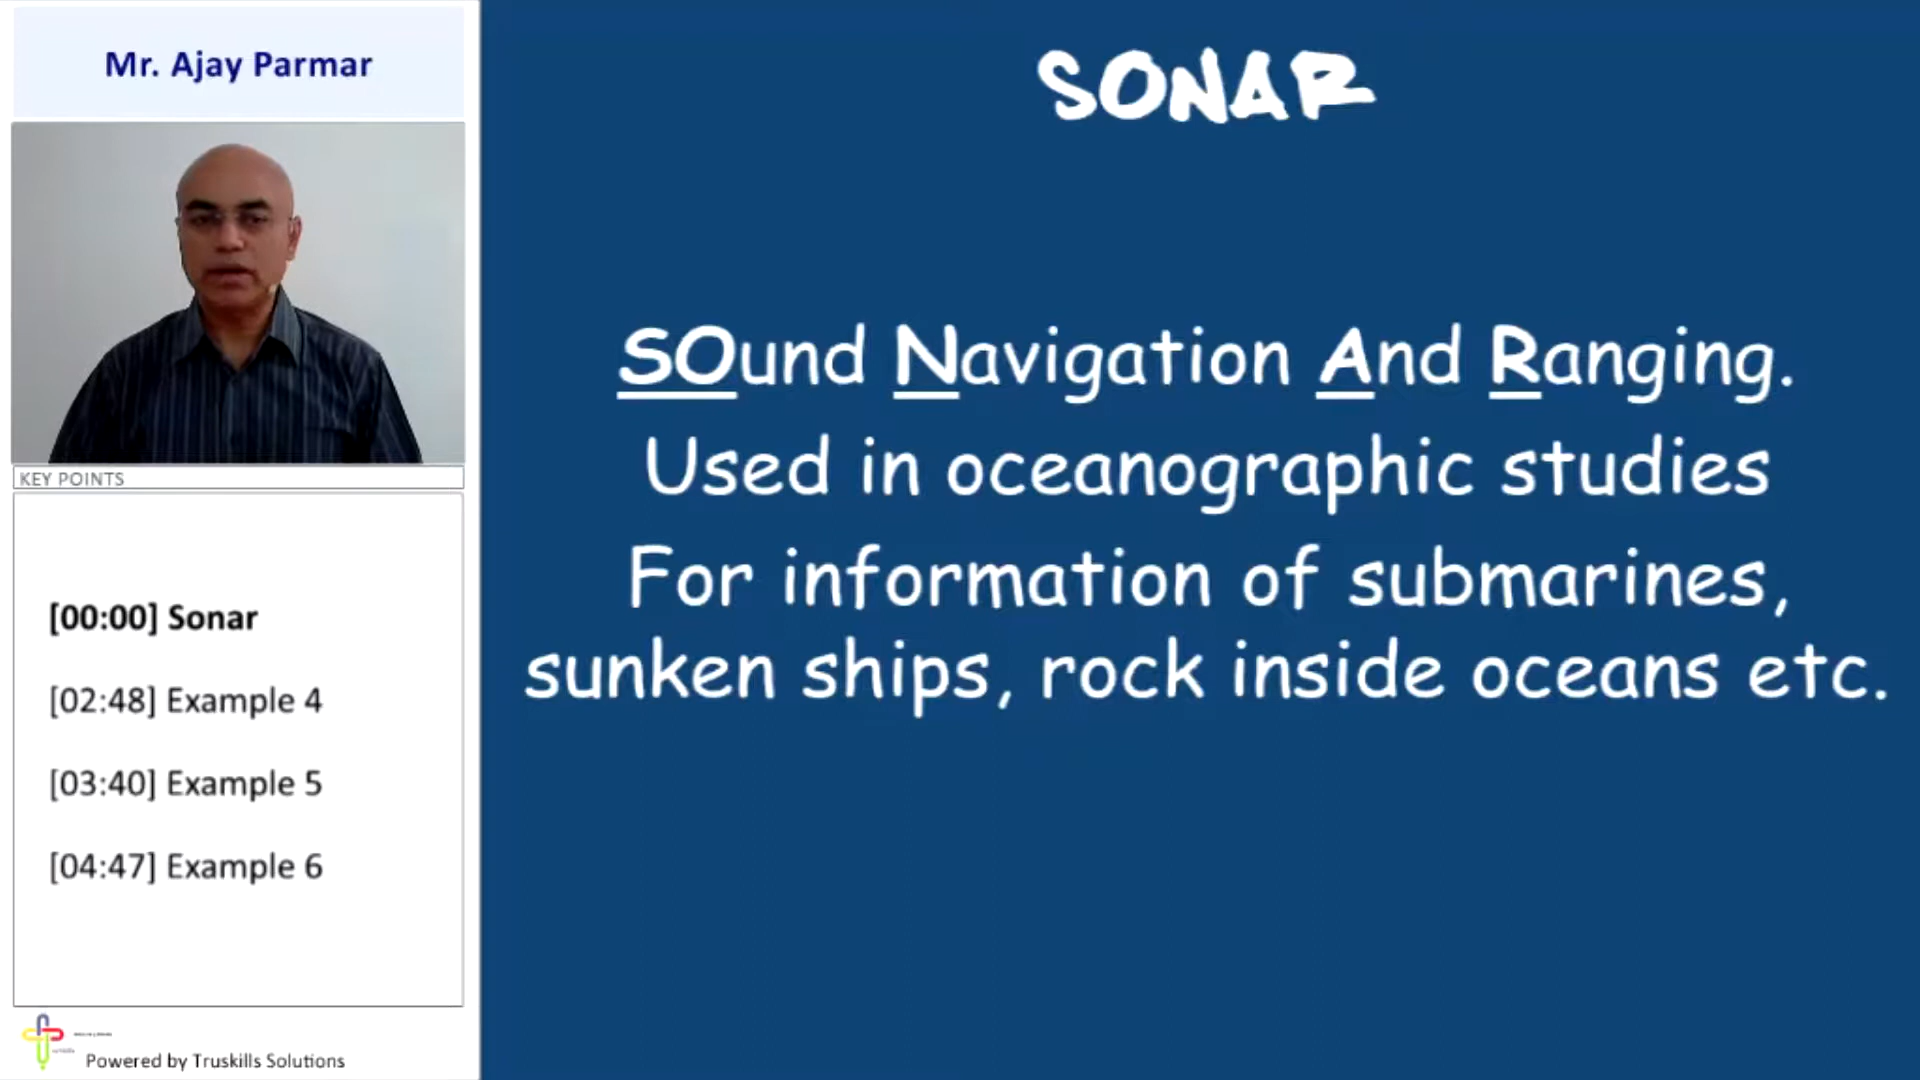 Mr. Ajay Parmar
KEY POINTS
[00:00] Sonar
[02:48] Example 4
[03:40] Example 5
[04:47] Example 6
Powered by Truskills Solutions
SONAR
SOund Navigation And Ranging.
Used in oceanographic studies
For information of submarines,
sunken ships, rock inside oceans etc.